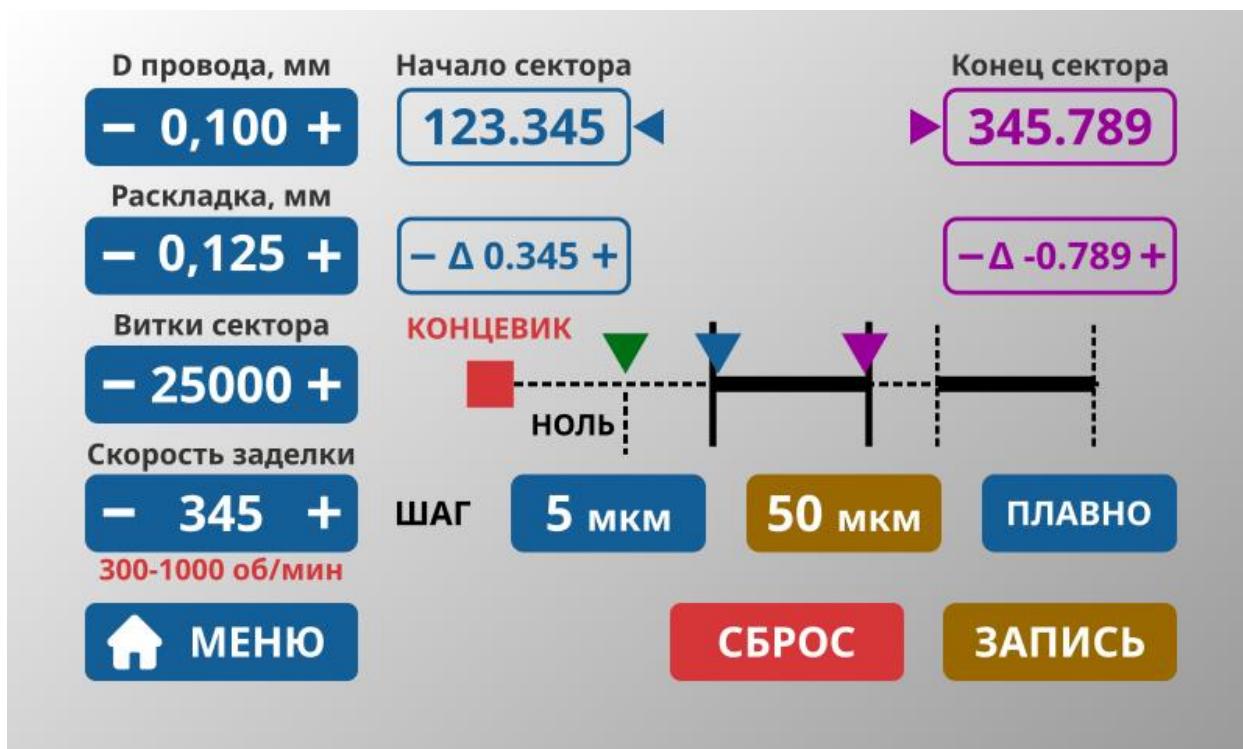 D провода, мм
Начало сектора
Конец сектора
− 0,100 +
123.345
345.789
Раскладка, мм
− 0,125 +
− Δ 0.345 +
− Δ -0.789 +
Витки сектора
КОНЦЕВИК
− 25000 +
НОЛЬ
Скорость заделки
− 345 +
ШАГ
5 мкм
50 мкм
ПЛАВНО
300-1000 об/мин
МЕНЮ
СБРОС
ЗАПИСЬ